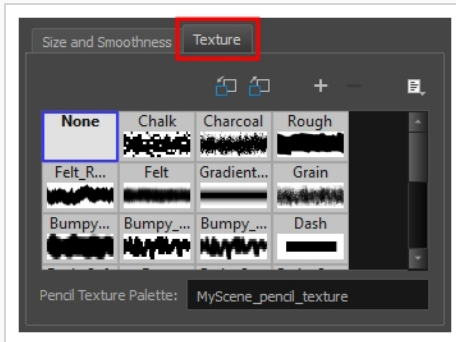 Size and Smoothness Texture
None Chalk Charcoal Rough
Felt_R... Felt Gradient... Grain
Bumpy... Bumpy_... Bumpy_... Dash
Pencil Texture Palette: MyScene_pencil_texture